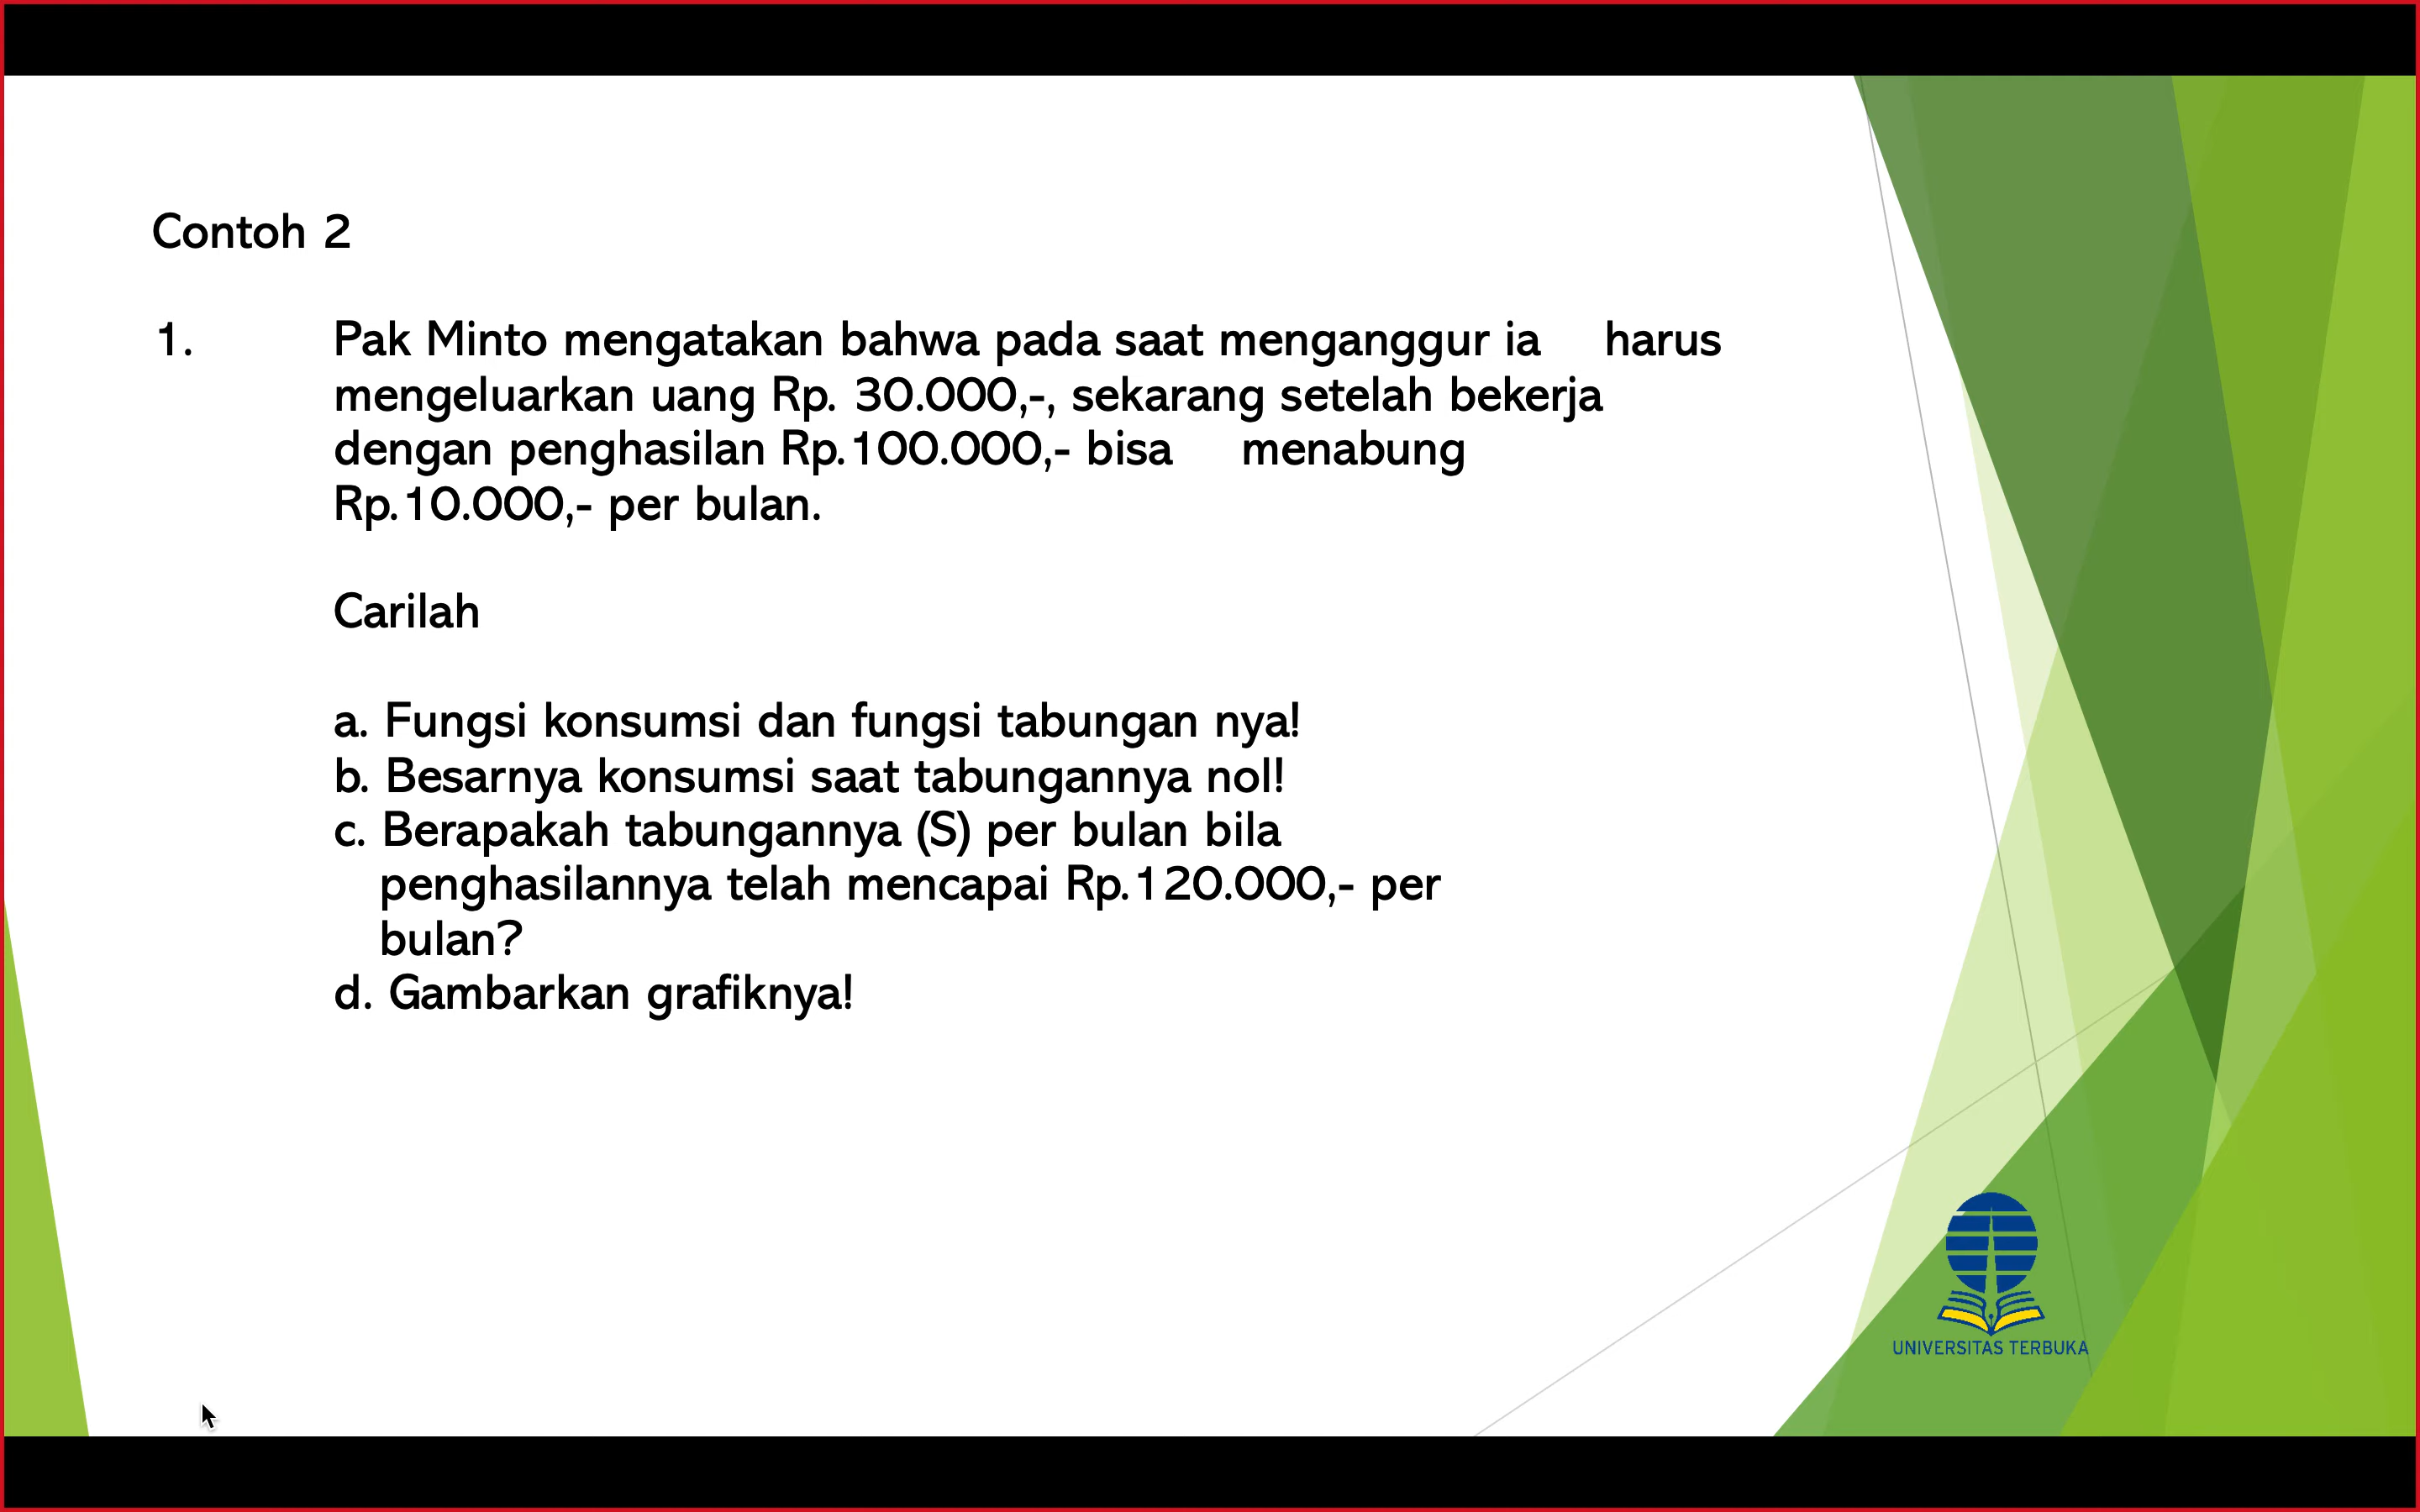 Contoh 2
1. Pak Minto mengatakan bahwa pada saat menganggur ia harus
mengeluarkan uang Rp. 30.000,-, sekarang setelah bekerja
dengan penghasilan Rp.100.000,- bisa menabung
Rp.10.000,- per bulan.
Carilah
a. Fungsi konsumsi dan fungsi tabungan nya!
b. Besarnya konsumsi saat tabungannya nol!
c. Berapakah tabungannya (S) per bulan bila
penghasilannya telah mencapai Rp.120.000,- per
bulan?
d. Gambarkan grafiknya!
UNIVERSITAS TERBUKA